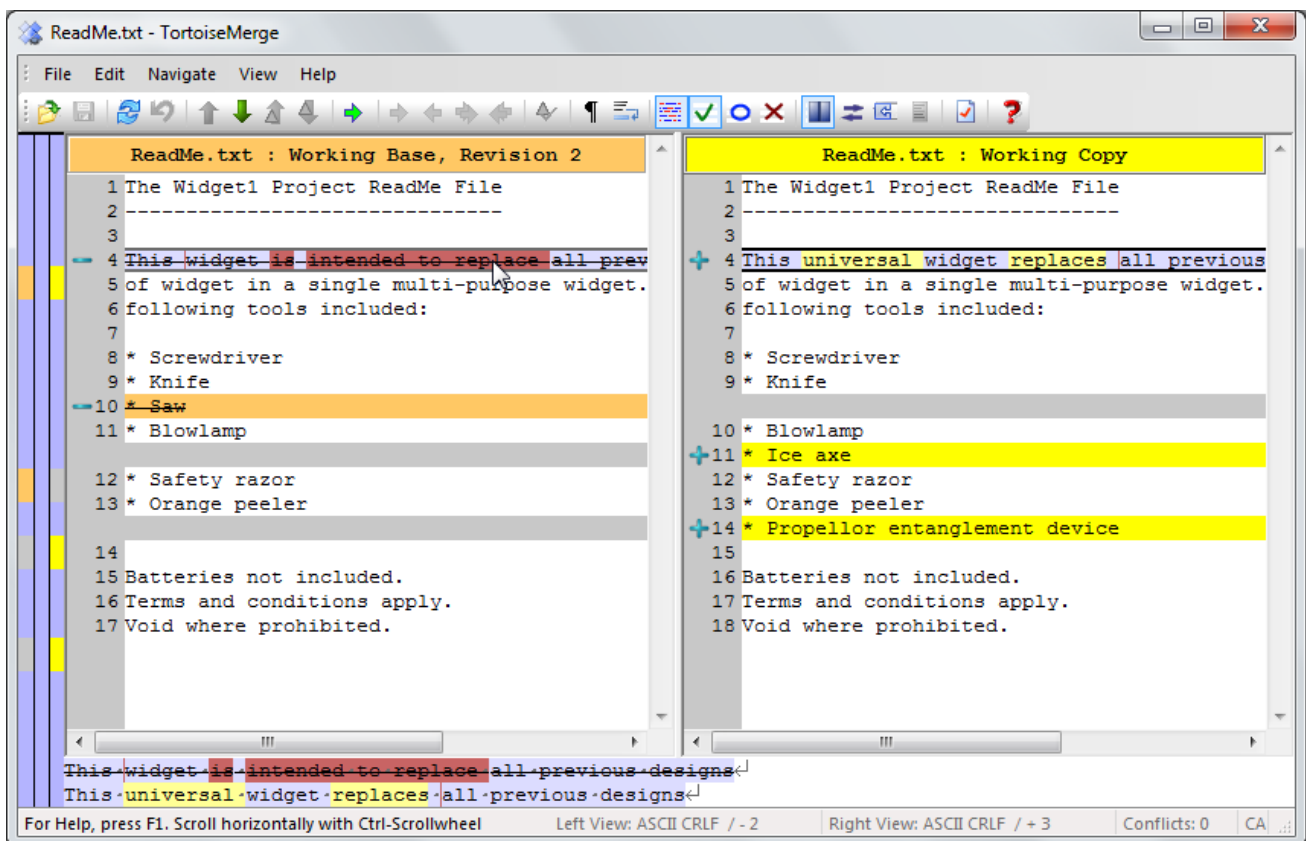 ReadMe.txt - TortoiseMerge
File Edit Navigate View Help
ReadMe.txt : Working Base, Revision 2
1 The Widget1 Project ReadMe File
2 -------------------------------
3
4 This widget is intended to replace all prev
5 of widget in a single multi-purpose widget.
6 following tools included:
7
8 * Screwdriver
9 * Knife
10 * Saw
11 * Blowlamp
12 * Safety razor
13 * Orange peeler
14
15 Batteries not included.
16 Terms and conditions apply.
17 Void where prohibited.
ReadMe.txt : Working Copy
1 The Widget1 Project ReadMe File
2 -------------------------------
3
4 This universal widget replaces all previous
5 of widget in a single multi-purpose widget.
6 following tools included:
7
8 * Screwdriver
9 * Knife
10 * Blowlamp
11 * Ice axe
12 * Safety razor
13 * Orange peeler
14 * Propellor entanglement device
15
16 Batteries not included.
17 Terms and conditions apply.
18 Void where prohibited.
This widget is intended to replace all previous designs
This universal widget replaces all previous designs
For Help, press F1. Scroll horizontally with Ctrl-Scrollwheel Left View: ASCII CRLF / - 2 Right View: ASCII CRLF / + 3 Conflicts: 0 CA